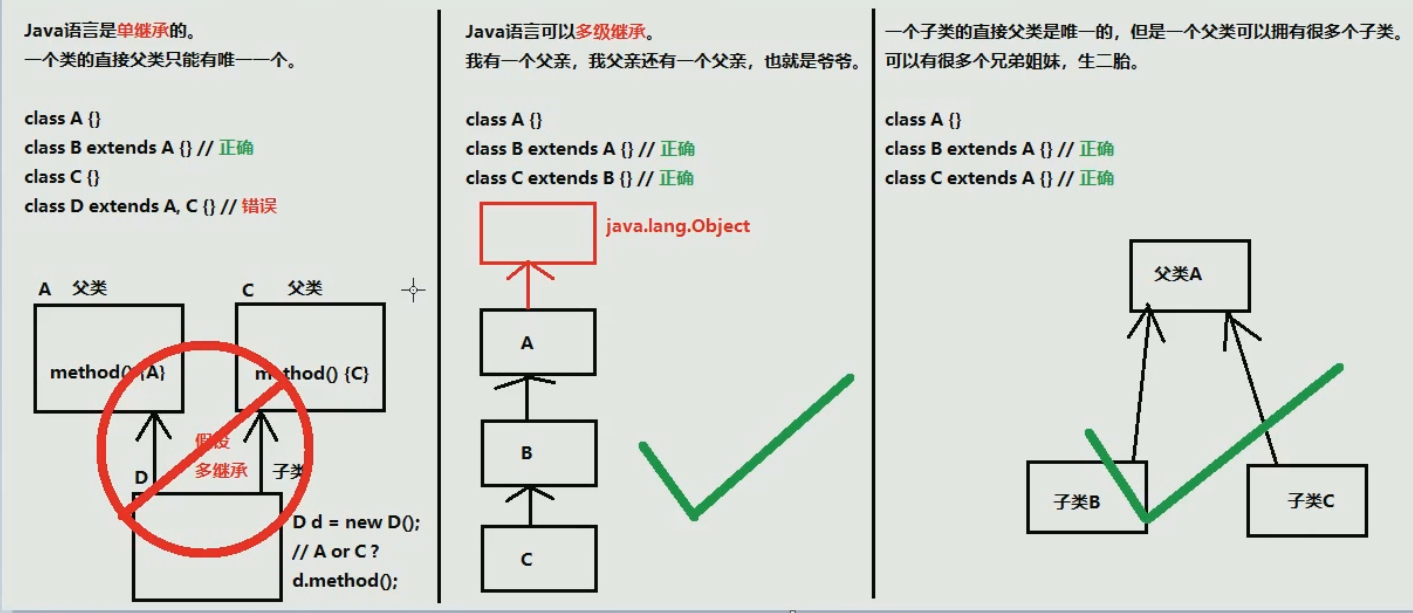 Java语言是单继承的。
一个类的直接父类只能有唯一一个。
class A {}
class B extends A {} // 正确
class C {}
class D extends A, C {} // 错误
A 父类
C 父类
method() {A}
method() {C}
假设
多继承
D
子类
D d = new D();
// A or C ?
d.method();
Java语言可以多级继承。
我有一个父亲，我父亲还有一个父亲，也就是爷爷。
class A {}
class B extends A {} // 正确
class C extends B {} // 正确
java.lang.Object
A
B
C
一个子类的直接父类是唯一的，但是一个父类可以拥有很多个子类。
可以有很多个兄弟姐妹，生二胎。
class A {}
class B extends A {} // 正确
class C extends A {} // 正确
父类A
子类B
子类C